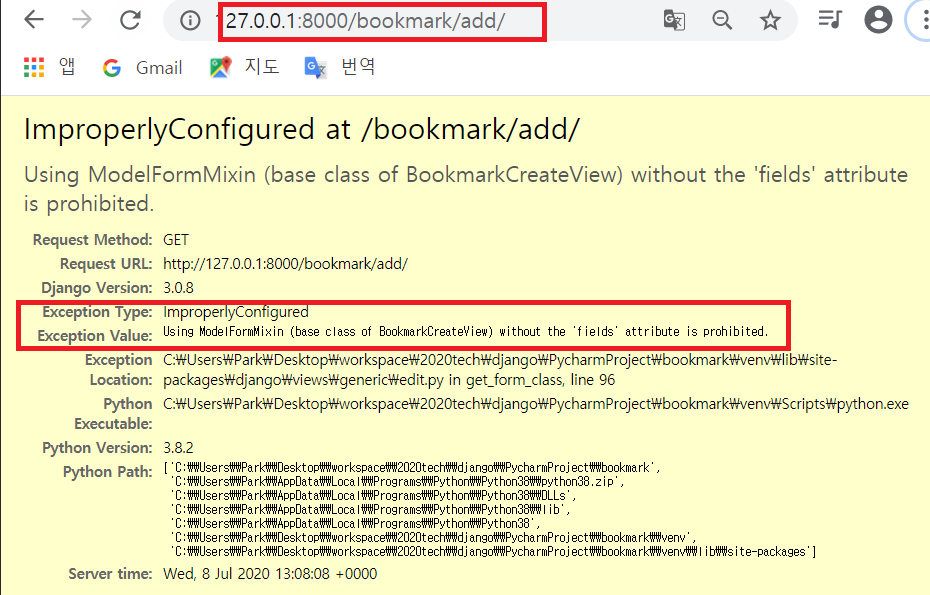 127.0.0.1:8000/bookmark/add/
앱 Gmail 지도 번역
ImproperlyConfigured at /bookmark/add/
Using ModelFormMixin (base class of BookmarkCreateView) without the 'fields' attribute
is prohibited.
Request Method: GET
Request URL: http://127.0.0.1:8000/bookmark/add/
Django Version: 3.0.8
Exception Type: ImproperlyConfigured
Exception Value: Using ModelFormMixin (base class of BookmarkCreateView) without the 'fields' attribute is prohibited.
Exception C:₩Users₩Park₩Desktop₩workspace₩2020tech₩django₩PycharmProject₩bookmark₩venv₩lib₩site-
Location: packages₩django₩views₩generic₩edit.py in get_form_class, line 96
Python C:₩Users₩Park₩Desktop₩workspace₩2020tech₩django₩PycharmProject₩bookmark₩venv₩Scripts₩python.exe
Executable:
Python Version: 3.8.2
Python Path: ['C:₩₩Users₩₩Park₩₩Desktop₩₩workspace₩₩2020tech₩₩django₩₩PycharmProject₩₩bookmark',
'C:₩₩Users₩₩Park₩₩AppData₩₩Local₩₩Programs₩₩Python₩₩Python38₩₩python38.zip',
'C:₩₩Users₩₩Park₩₩AppData₩₩Local₩₩Programs₩₩Python₩₩Python38₩₩DLLs',
'C:₩₩Users₩₩Park₩₩AppData₩₩Local₩₩Programs₩₩Python₩₩Python38₩₩lib',
'C:₩₩Users₩₩Park₩₩AppData₩₩Local₩₩Programs₩₩Python₩₩Python38',
'C:₩₩Users₩₩Park₩₩Desktop₩₩workspace₩₩2020tech₩₩django₩₩PycharmProject₩₩bookmark₩₩venv',
'C:₩₩Users₩₩Park₩₩Desktop₩₩workspace₩₩2020tech₩₩django₩₩PycharmProject₩₩bookmark₩₩venv₩₩lib₩₩site-packages']
Server time: Wed, 8 Jul 2020 13:08:08 +0000